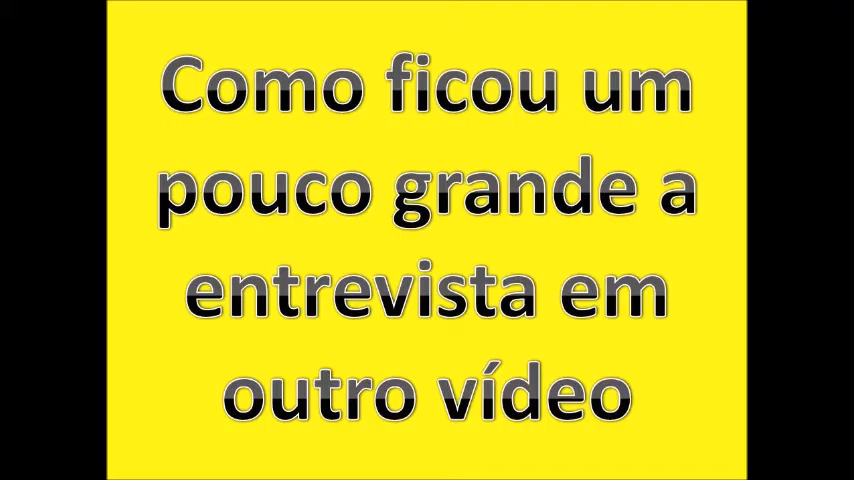 Como ficou um
pouco grande a
entrevista em
outro vídeo